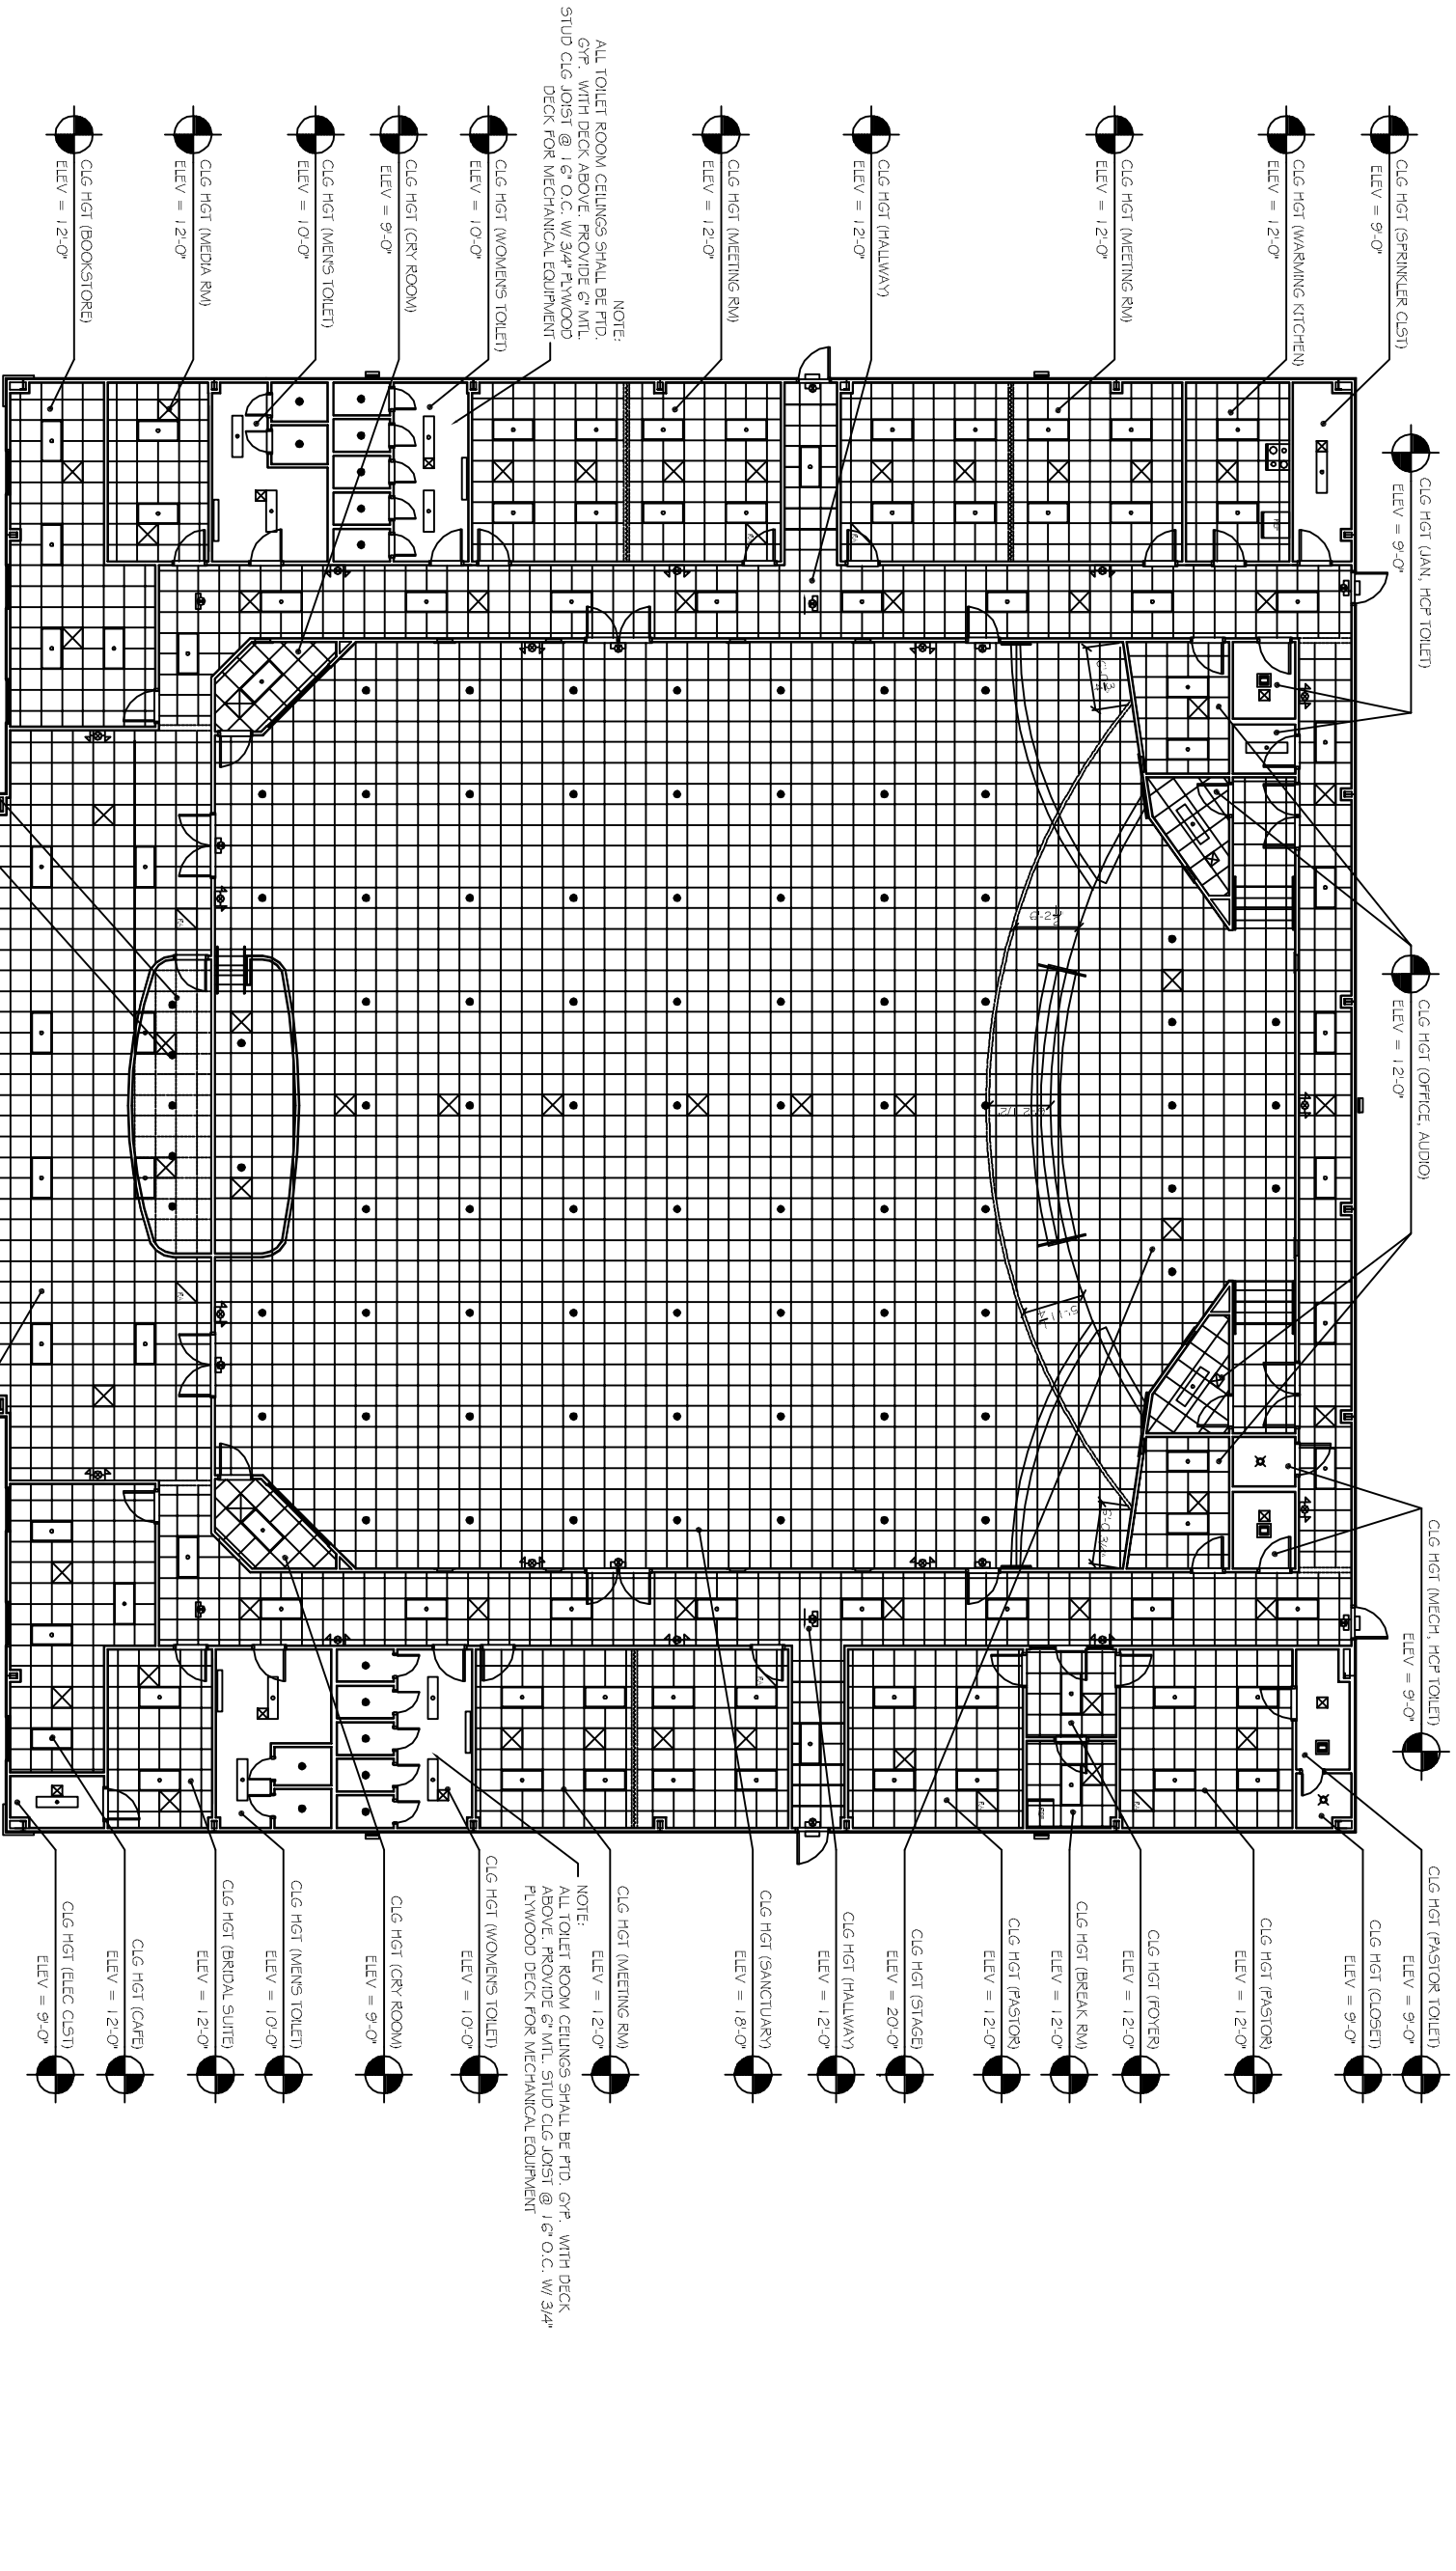 CLG HGT (SPRINKLER CLST)
ELEV = 9'-0"
CLG HGT (WARMING KITCHEN)
ELEV = 12'-0"
CLG HGT (MEETING RM)
ELEV = 12'-0"
CLG HGT (HALLWAY)
ELEV = 12'-0"
CLG HGT (MEETING RM)
ELEV = 12'-0"
NOTE:
ALL TOILET ROOM CEILINGS SHALL BE PTD.
GYP. WITH DECK ABOVE. PROVIDE 6" MTL
STUD CLG JOIST @ 16" O.C. W/ 3/4" PLYWOOD
DECK FOR MECHANICAL EQUIPMENT
CLG HGT (WOMEN'S TOILET)
ELEV = 10'-0"
CLG HGT (CRY ROOM)
ELEV = 9'-0"
CLG HGT (MEN'S TOILET)
ELEV = 10'-0"
CLG HGT (MEDIA RM)
ELEV = 12'-0"
CLG HGT (BOOKSTORE)
ELEV = 12'-0"
CLG HGT (JAN, HCP TOILET)
ELEV = 9'-0"
CLG HGT (OFFICE, AUDIO)
ELEV = 12'-0"
CLG HGT (MECH, HCP TOILET)
ELEV = 9'-0"
CLG HGT (PASTOR TOILET)
ELEV = 9'-0"
CLG HGT (CLOSET)
ELEV = 9'-0"
CLG HGT (PASTOR)
ELEV = 12'-0"
CLG HGT (FOYER)
ELEV = 12'-0"
CLG HGT (BREAK RM)
ELEV = 12'-0"
CLG HGT (PASTOR)
ELEV = 12'-0"
CLG HGT (STAGE)
ELEV = 20'-0"
CLG HGT (HALLWAY)
ELEV = 12'-0"
CLG HGT (SANCTUARY)
ELEV = 18'-0"
CLG HGT (MEETING RM)
ELEV = 12'-0"
NOTE:
ALL TOILET ROOM CEILINGS SHALL BE PTD. GYP. WITH DECK
ABOVE. PROVIDE 6" MTL. STUD CLG JOIST @ 16" O.C. W/ 3/4"
PLYWOOD DECK FOR MECHANICAL EQUIPMENT
CLG HGT (WOMEN'S TOILET)
ELEV = 10'-0"
CLG HGT (CRY ROOM)
ELEV = 9'-0"
CLG HGT (MEN'S TOILET)
ELEV = 10'-0"
CLG HGT (BRIDAL SUITE)
ELEV = 12'-0"
CLG HGT (CAFE)
ELEV = 12'-0"
CLG HGT (ELEC CLST)
ELEV = 9'-0"